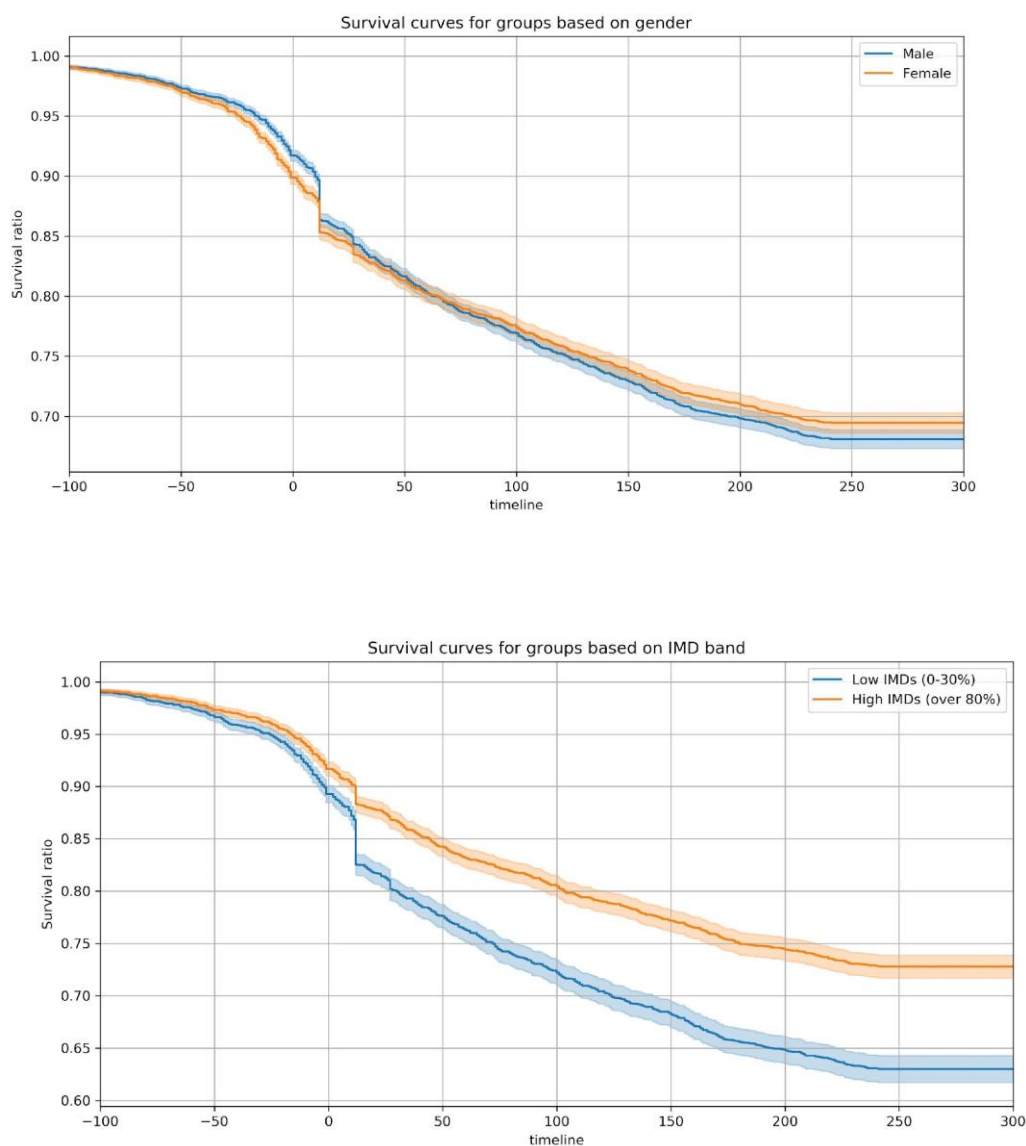 Survival curves for groups based on gender
1.00
0.95
0.90
0.85
0.80
0.75
0.70
Survival ratio
Male
Female
−100 −50 0 50 100 150 200 250 300
timeline
Survival curves for groups based on IMD band
1.00
0.95
0.90
0.85
0.80
0.75
0.70
0.65
0.60
Survival ratio
Low IMDs (0-30%)
High IMDs (over 80%)
−100 −50 0 50 100 150 200 250 300
timeline